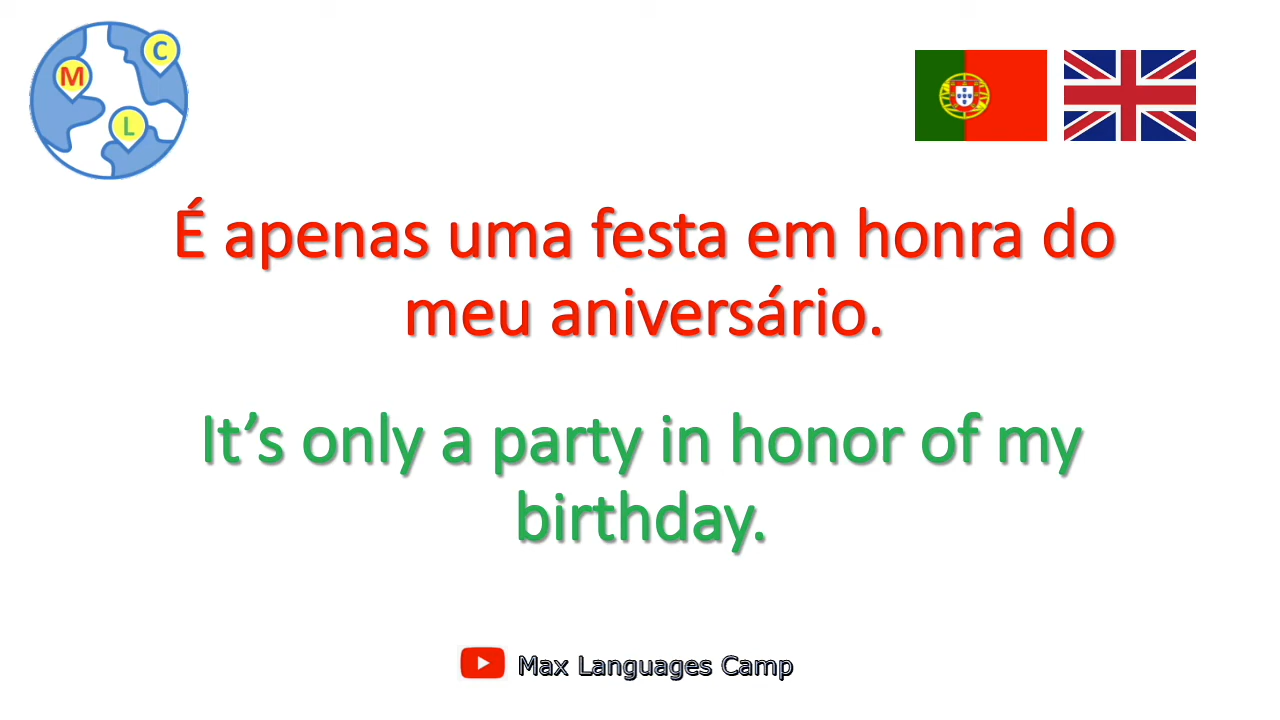 M
C
L
É apenas uma festa em honra do
meu aniversário.
It’s only a party in honor of my
birthday.
Max Languages Camp